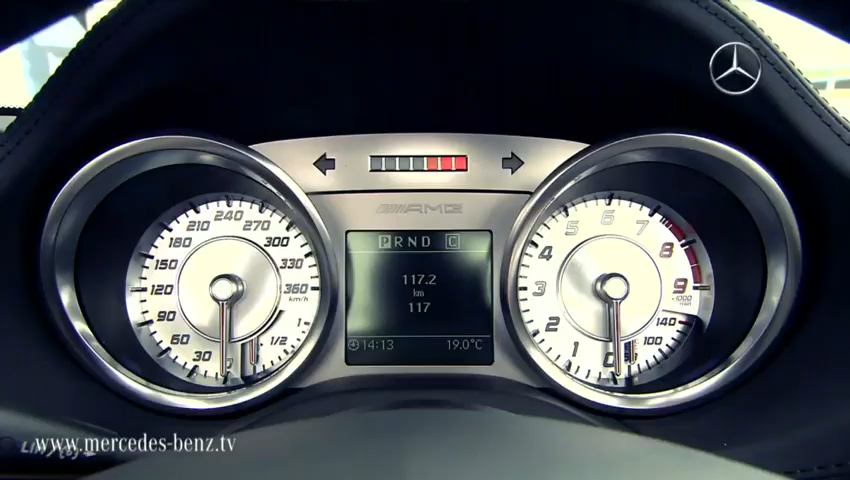 AMG
P R N D C
117.2
km
117
14:13 19.0°C
0 30 60 90 120 150 180 210 240 270 300 330 360
km/h
1/2 1
0 1 2 3 4 5 6 7 8 9
×1000
min
100 140
www.mercedes-benz.tv